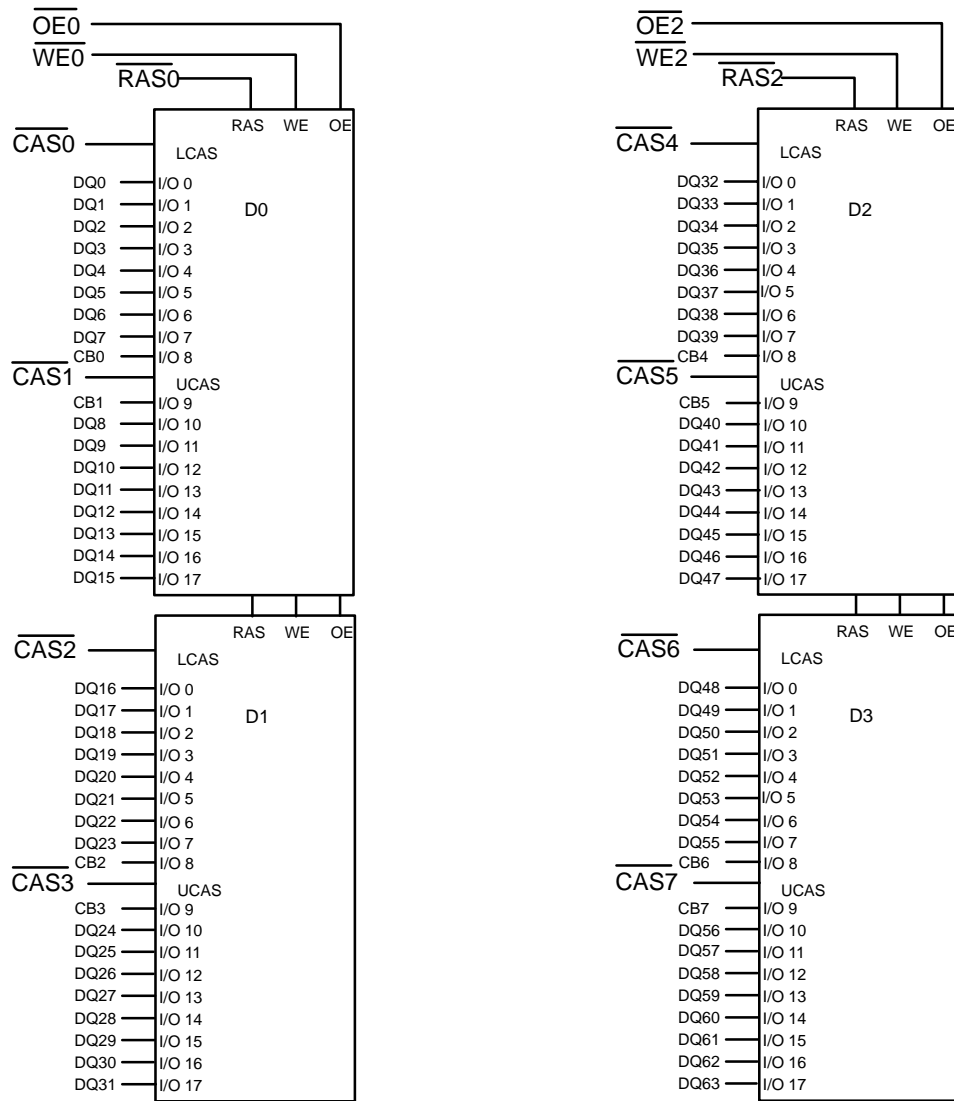 OE0
WE0
RAS0
RAS WE OE
CAS0
LCAS
D0
DQ0 I/O 0
DQ1 I/O 1
DQ2 I/O 2
DQ3 I/O 3
DQ4 I/O 4
DQ5 I/O 5
DQ6 I/O 6
DQ7 I/O 7
CB0 I/O 8
CAS1
UCAS
CB1 I/O 9
DQ8 I/O 10
DQ9 I/O 11
DQ10 I/O 12
DQ11 I/O 13
DQ12 I/O 14
DQ13 I/O 15
DQ14 I/O 16
DQ15 I/O 17
RAS WE OE
CAS2
LCAS
D1
DQ16 I/O 0
DQ17 I/O 1
DQ18 I/O 2
DQ19 I/O 3
DQ20 I/O 4
DQ21 I/O 5
DQ22 I/O 6
DQ23 I/O 7
CB2 I/O 8
CAS3
UCAS
CB3 I/O 9
DQ24 I/O 10
DQ25 I/O 11
DQ26 I/O 12
DQ27 I/O 13
DQ28 I/O 14
DQ29 I/O 15
DQ30 I/O 16
DQ31 I/O 17
OE2
WE2
RAS2
RAS WE OE
CAS4
LCAS
D2
DQ32 I/O 0
DQ33 I/O 1
DQ34 I/O 2
DQ35 I/O 3
DQ36 I/O 4
DQ37 I/O 5
DQ38 I/O 6
DQ39 I/O 7
CB4 I/O 8
CAS5
UCAS
CB5 I/O 9
DQ40 I/O 10
DQ41 I/O 11
DQ42 I/O 12
DQ43 I/O 13
DQ44 I/O 14
DQ45 I/O 15
DQ46 I/O 16
DQ47 I/O 17
RAS WE OE
CAS6
LCAS
D3
DQ48 I/O 0
DQ49 I/O 1
DQ50 I/O 2
DQ51 I/O 3
DQ52 I/O 4
DQ53 I/O 5
DQ54 I/O 6
DQ55 I/O 7
CB6 I/O 8
CAS7
UCAS
CB7 I/O 9
DQ56 I/O 10
DQ57 I/O 11
DQ58 I/O 12
DQ59 I/O 13
DQ60 I/O 14
DQ61 I/O 15
DQ62 I/O 16
DQ63 I/O 17